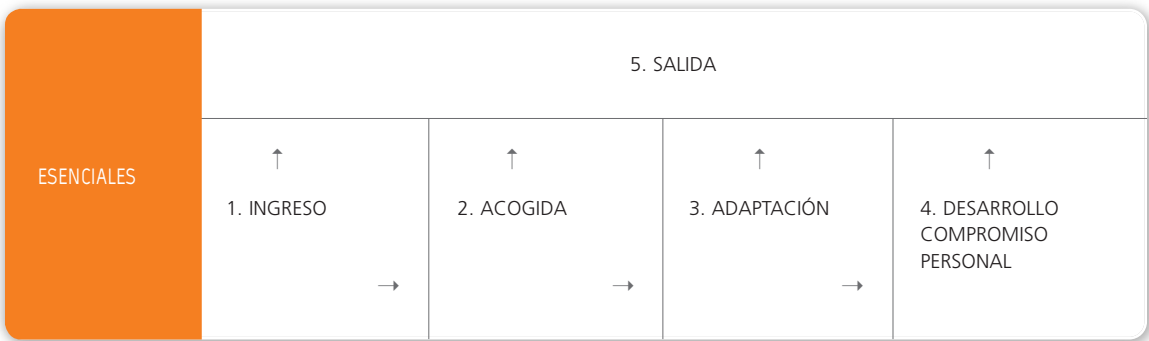 5. SALIDA
ESENCIALES
↑
↑
↑
↑
1. INGRESO
2. ACOGIDA
3. ADAPTACIÓN
4. DESARROLLO
COMPROMISO
PERSONAL
→
→
→